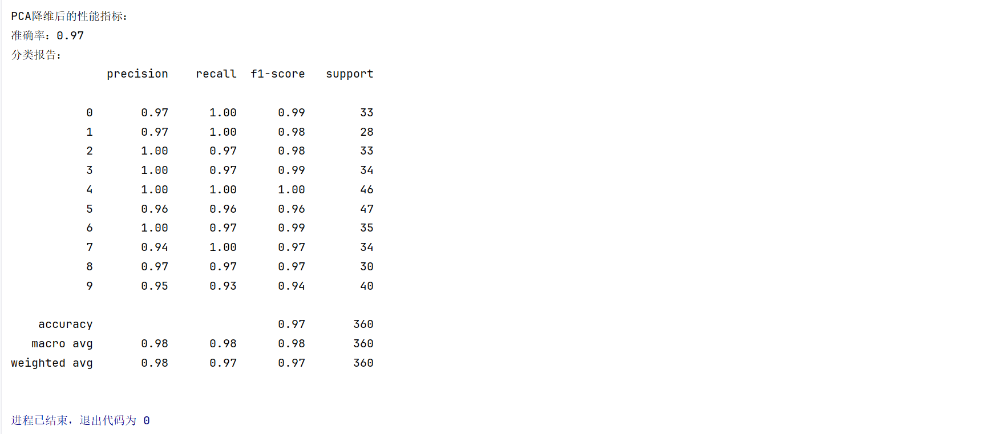 PCA降维后的性能指标：
准确率：0.97
分类报告：
              precision    recall  f1-score   support

           0       0.97      1.00      0.99        33
           1       0.97      1.00      0.98        28
           2       1.00      0.97      0.98        33
           3       1.00      0.97      0.99        34
           4       1.00      1.00      1.00        46
           5       0.96      0.96      0.96        47
           6       1.00      0.97      0.99        35
           7       0.94      1.00      0.97        34
           8       0.97      0.97      0.97        30
           9       0.95      0.93      0.94        40

    accuracy                           0.97       360
   macro avg       0.98      0.98      0.98       360
weighted avg       0.98      0.97      0.97       360

进程已结束，退出代码为 0